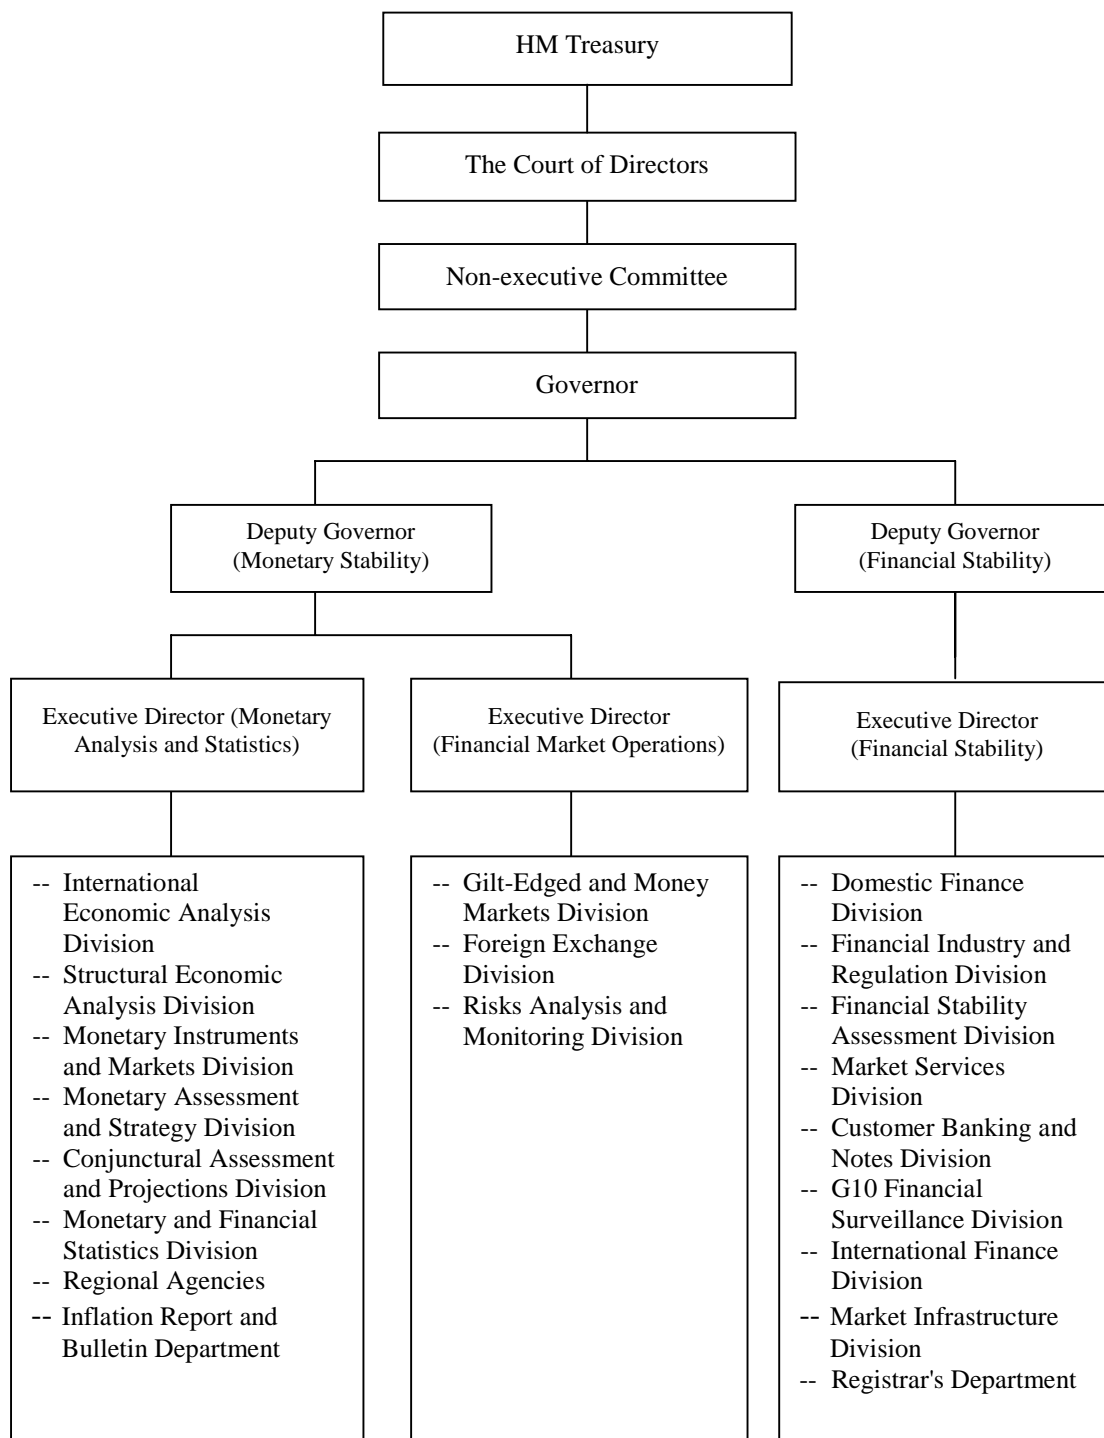 HM Treasury
The Court of Directors
Non-executive Committee
Governor
Deputy Governor
(Monetary Stability)
Deputy Governor
(Financial Stability)
Executive Director (Monetary
Analysis and Statistics)
Executive Director
(Financial Market Operations)
Executive Director
(Financial Stability)
-- International
Economic Analysis
Division
-- Structural Economic
Analysis Division
-- Monetary Instruments
and Markets Division
-- Monetary Assessment
and Strategy Division
-- Conjunctural Assessment
and Projections Division
-- Monetary and Financial
Statistics Division
-- Regional Agencies
-- Inflation Report and
Bulletin Department
-- Gilt-Edged and Money
Markets Division
-- Foreign Exchange
Division
-- Risks Analysis and
Monitoring Division
-- Domestic Finance
Division
-- Financial Industry and
Regulation Division
-- Financial Stability
Assessment Division
-- Market Services
Division
-- Customer Banking and
Notes Division
-- G10 Financial
Surveillance Division
-- International Finance
Division
-- Market Infrastructure
Division
-- Registrar's Department